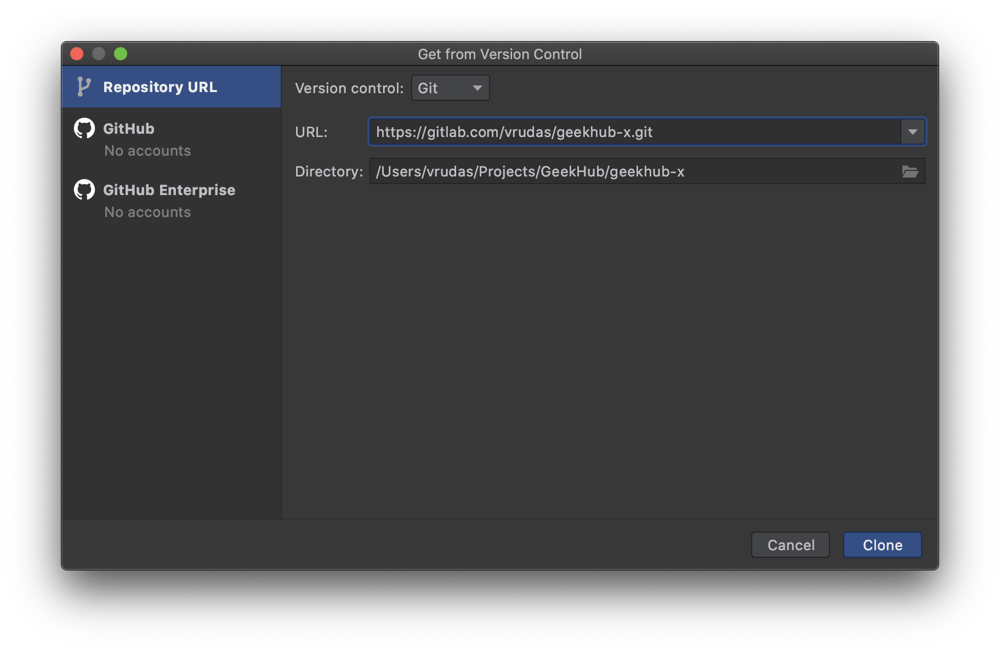 Get from Version Control
Repository URL
GitHub
No accounts
GitHub Enterprise
No accounts
Version control: Git
URL: https://gitlab.com/vrudas/geekhub-x.git
Directory: /Users/vrudas/Projects/GeekHub/geekhub-x
Cancel Clone